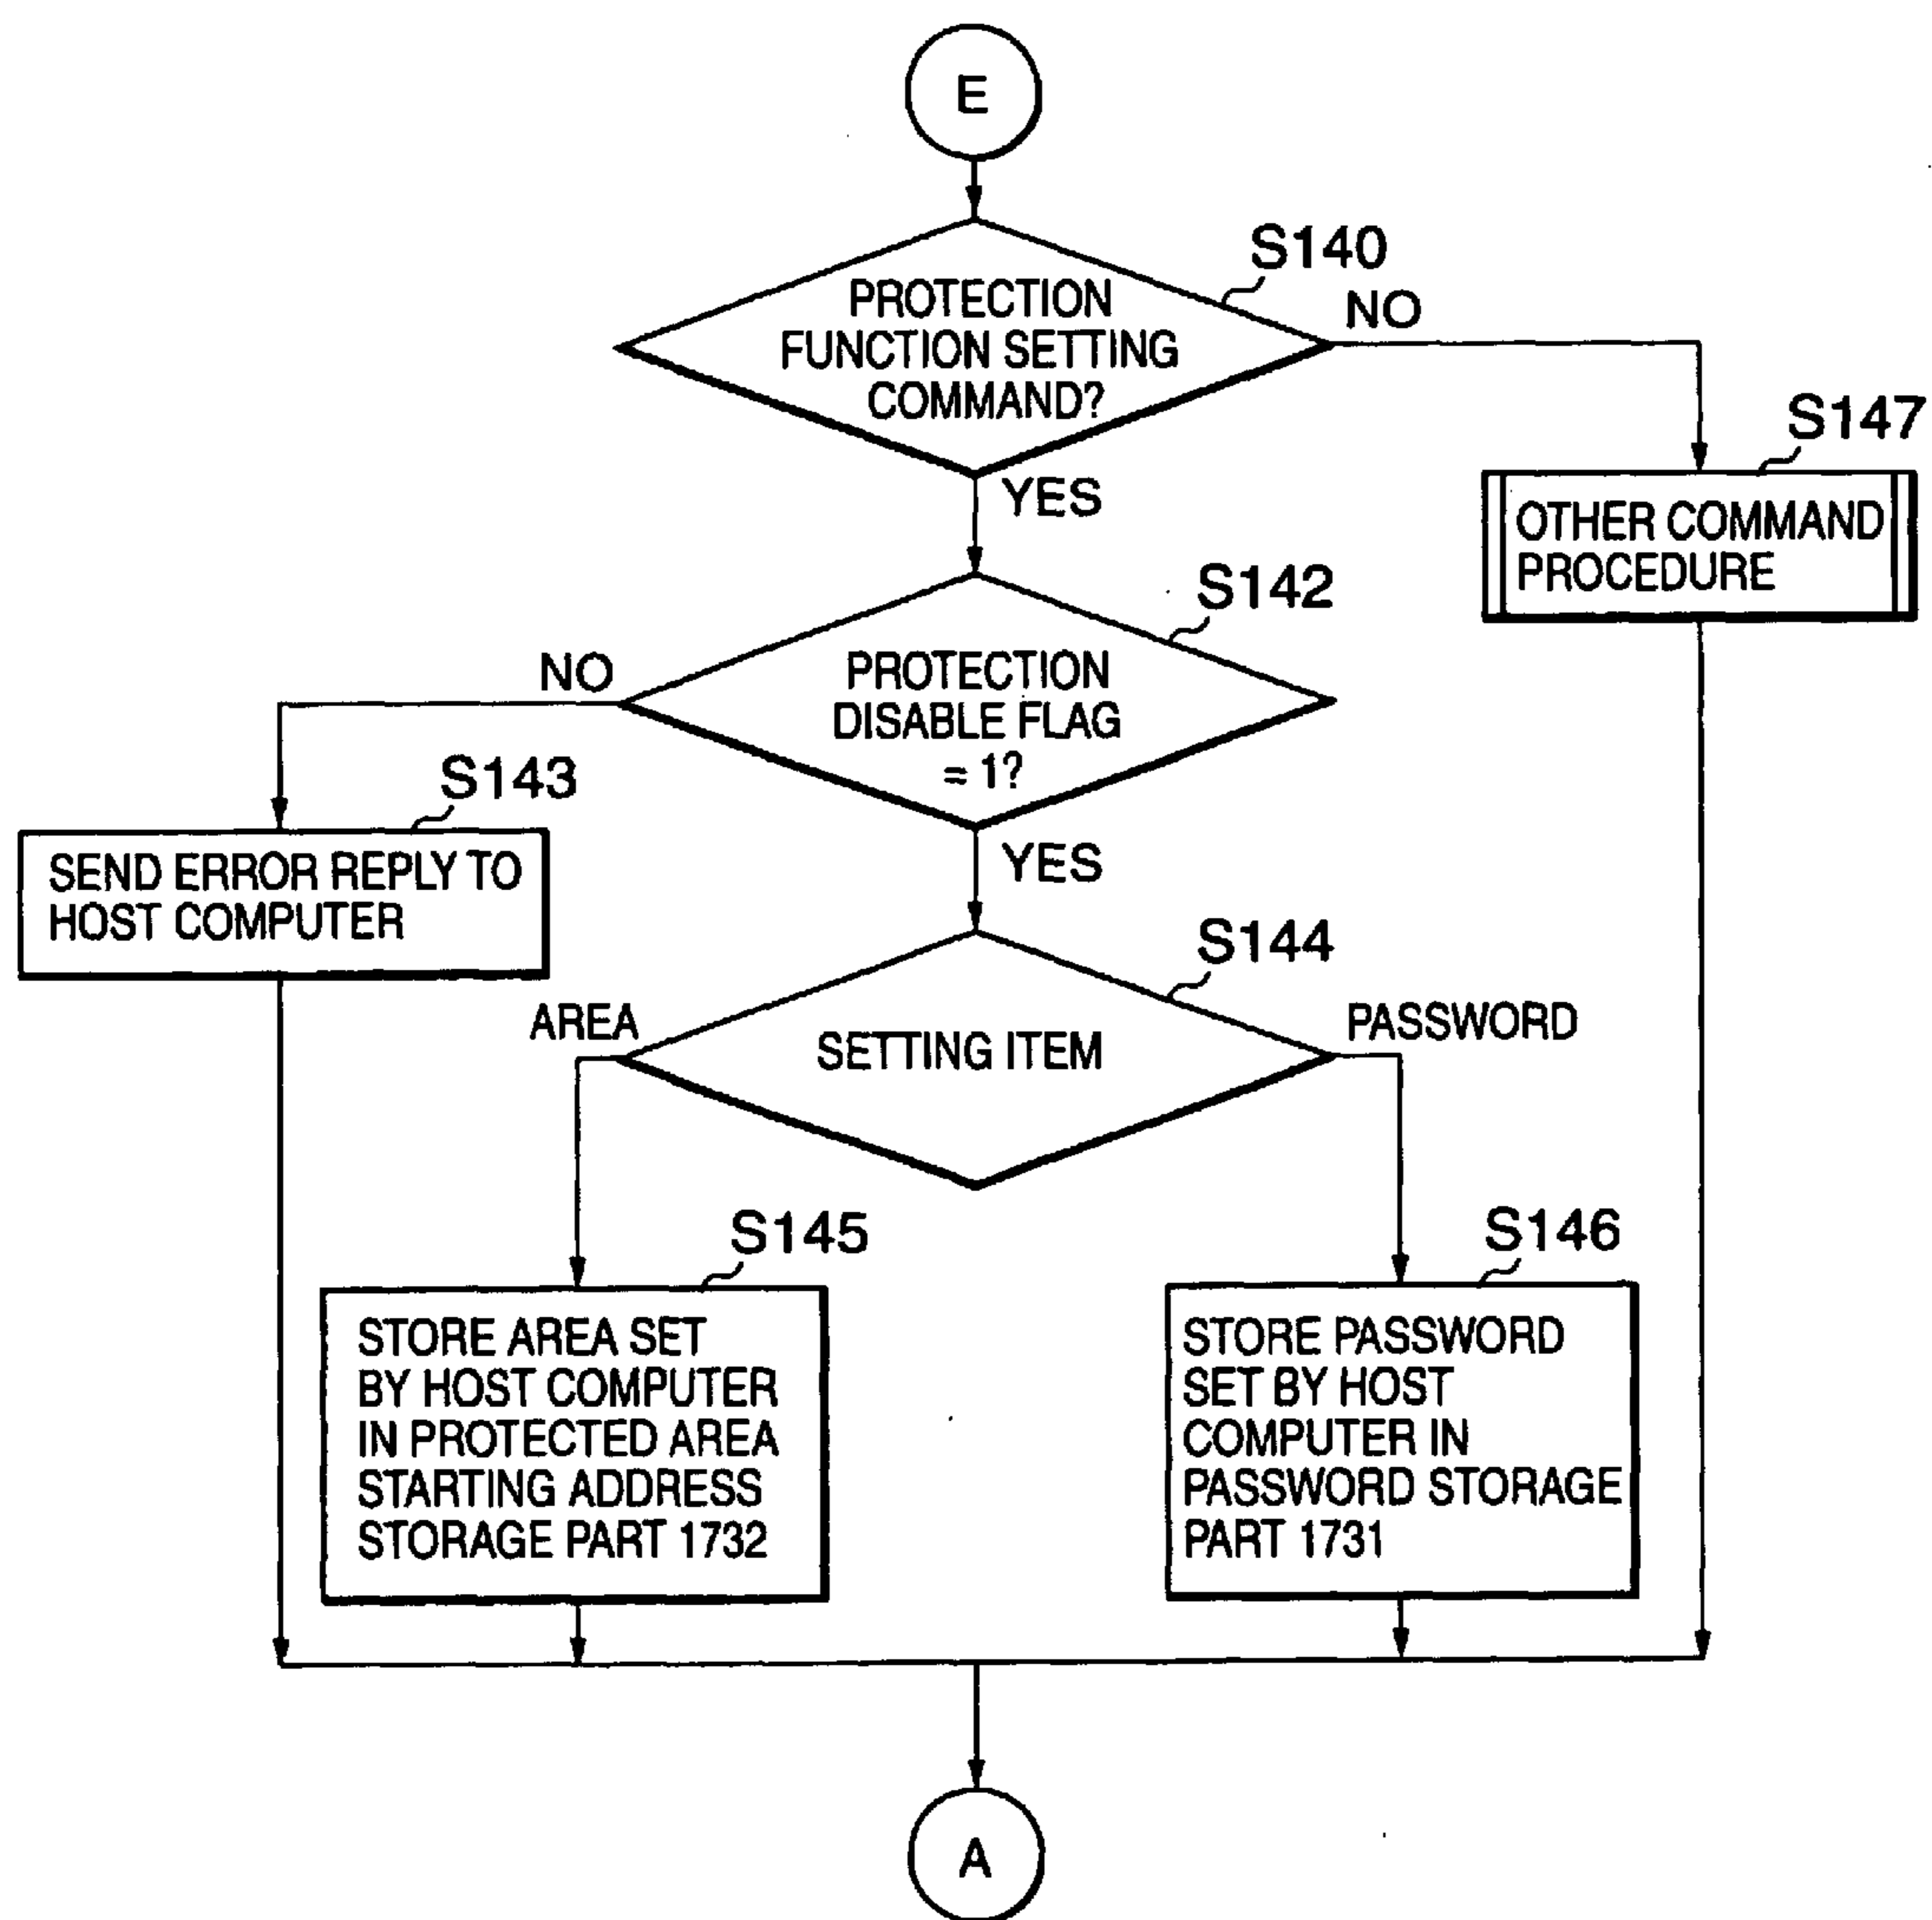 E
S140
PROTECTION
FUNCTION SETTING
COMMAND?
NO
S147
YES
OTHER COMMAND
PROCEDURE
S142
NO
PROTECTION
DISABLE FLAG
= 1?
S143
YES
SEND ERROR REPLY TO
HOST COMPUTER
S144
AREA
PASSWORD
SETTING ITEM
S145
S146
STORE AREA SET
BY HOST COMPUTER
IN PROTECTED AREA
STARTING ADDRESS
STORAGE PART 1732
STORE PASSWORD
SET BY HOST
COMPUTER IN
PASSWORD STORAGE
PART 1731
A